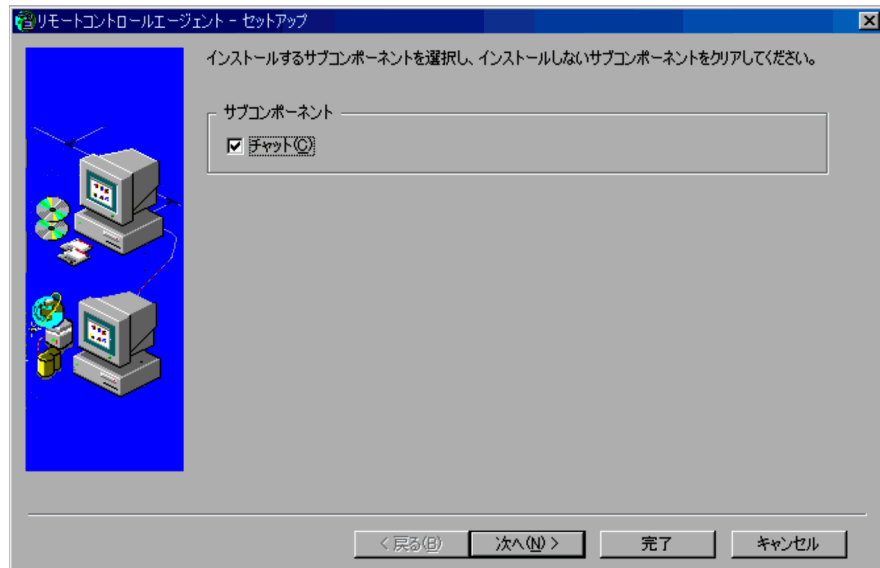 リモートコントロールエージェント - セットアップ
インストールするサブコンポーネントを選択し、インストールしないサブコンポーネントをクリアしてください。
サブコンポーネント
チャット(C)
< 戻る(B)
次へ(N) >
完了
キャンセル